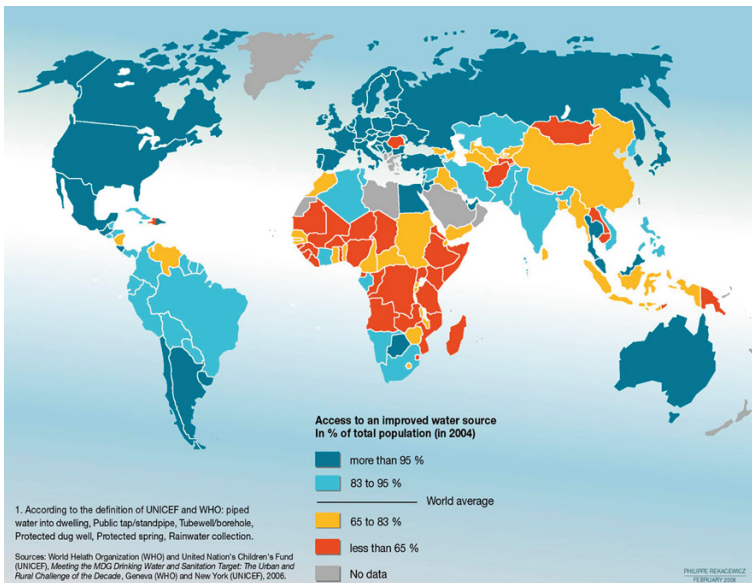 Access to an improved water source
In % of total population (in 2004)
more than 95 %
83 to 95 %
World average
65 to 83 %
less than 65 %
No data
1. According to the definition of UNICEF and WHO: piped
water into dwelling, Public tap/standpipe, Tubewell/borehole,
Protected dug well, Protected spring, Rainwater collection.
Sources: World Helath Organization (WHO) and United Nation's Children's Fund
(UNICEF), Meeting the MDG Drinking Water and Sanitation Target: The Urban and
Rural Challenge of the Decade, Geneva (WHO) and New York (UNICEF), 2006.
PHILIPPE REKACEWICZ
FEBRUARY 2008